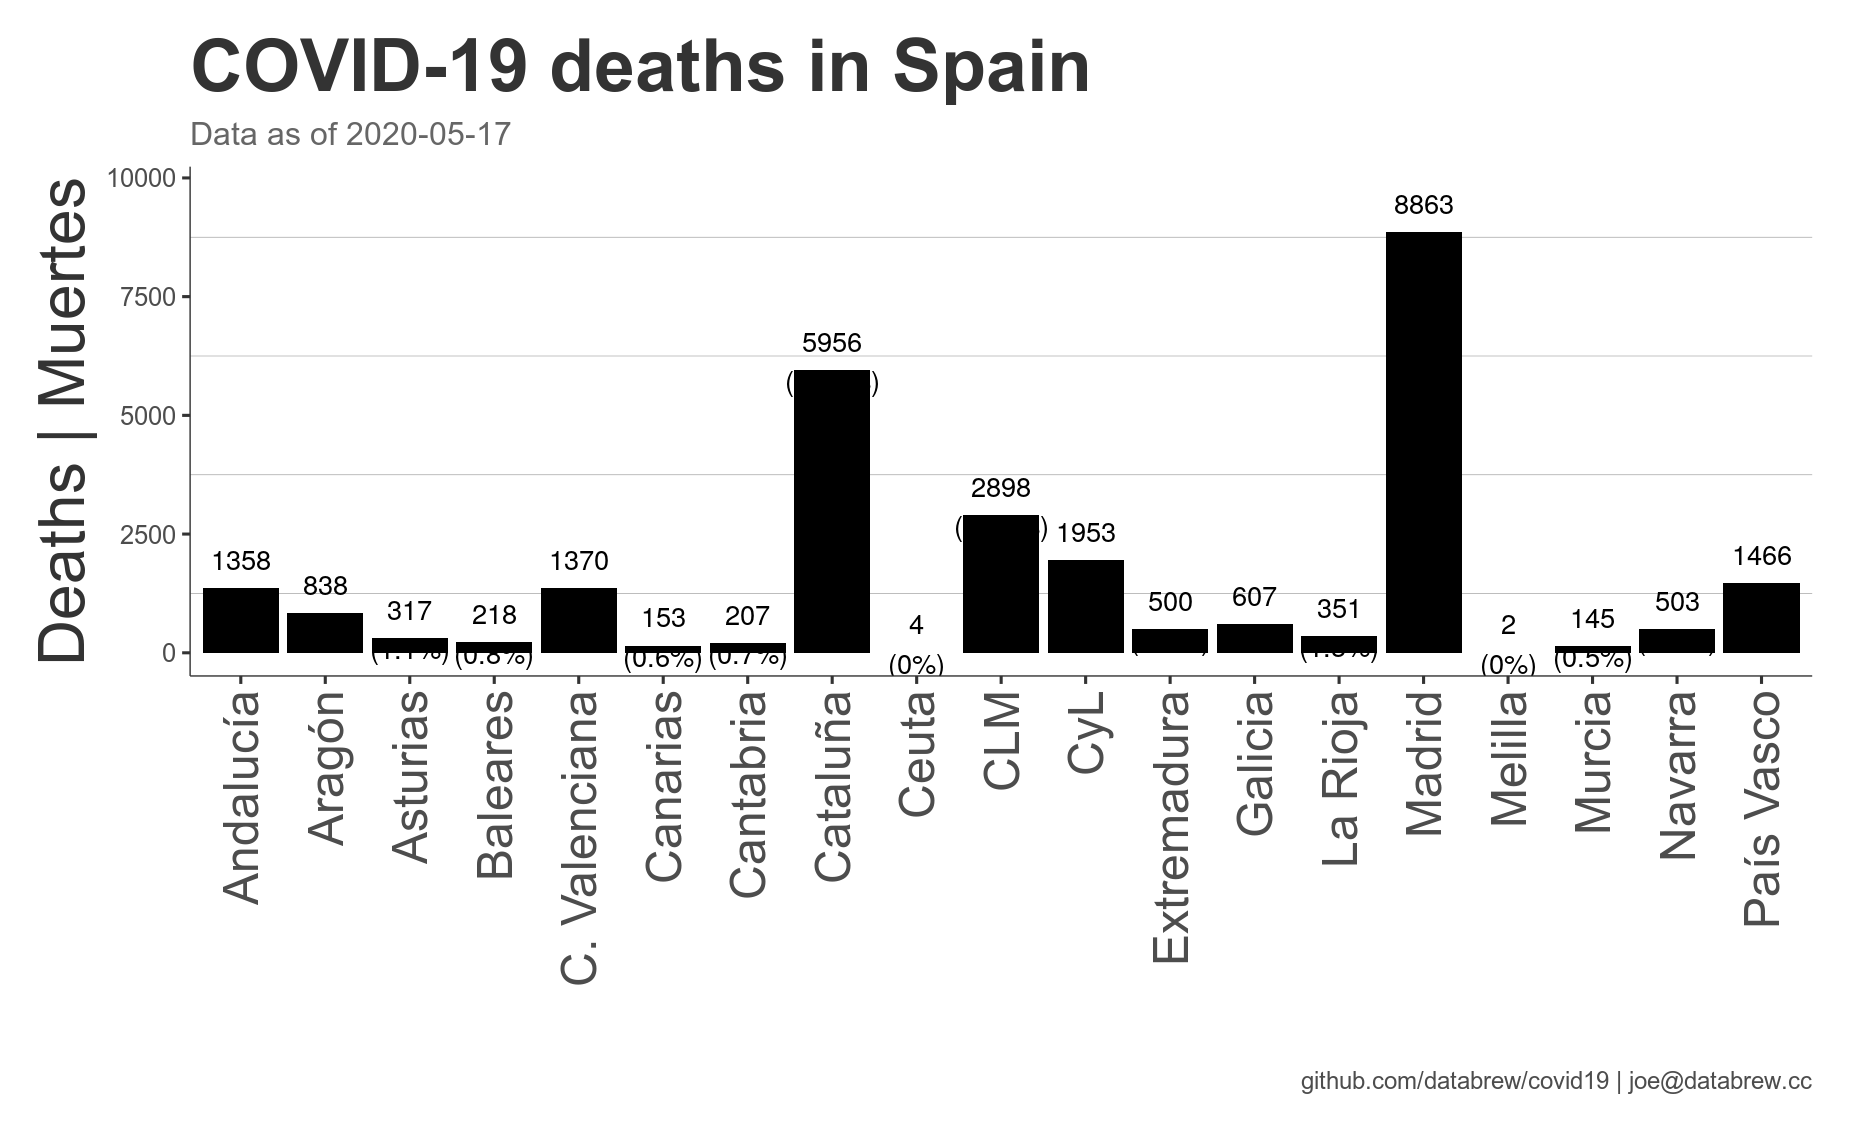 COVID-19 deaths in Spain
Data as of 2020-05-17
Deaths | Muertes
10000
7500
5000
2500
0
1358
838
317
218
1370
153
207
5956
4
2898
1953
500
607
351
8863
2
145
503
1466
(1.1%)
(0.8%)
(0.6%)
(0.7%)
(0%)
(0%)
(0.5%)
Andalucía
Aragón
Asturias
Baleares
C. Valenciana
Canarias
Cantabria
Cataluña
Ceuta
CLM
CyL
Extremadura
Galicia
La Rioja
Madrid
Melilla
Murcia
Navarra
País Vasco
github.com/databrew/covid19 | joe@databrew.cc